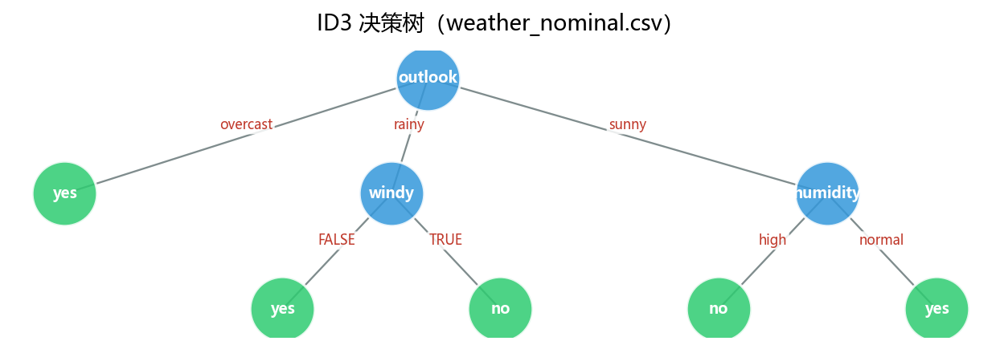 ID3 决策树（weather_nominal.csv）
outlook
overcast
rainy
sunny
yes
windy
humidity
FALSE
TRUE
high
normal
yes
no
no
yes